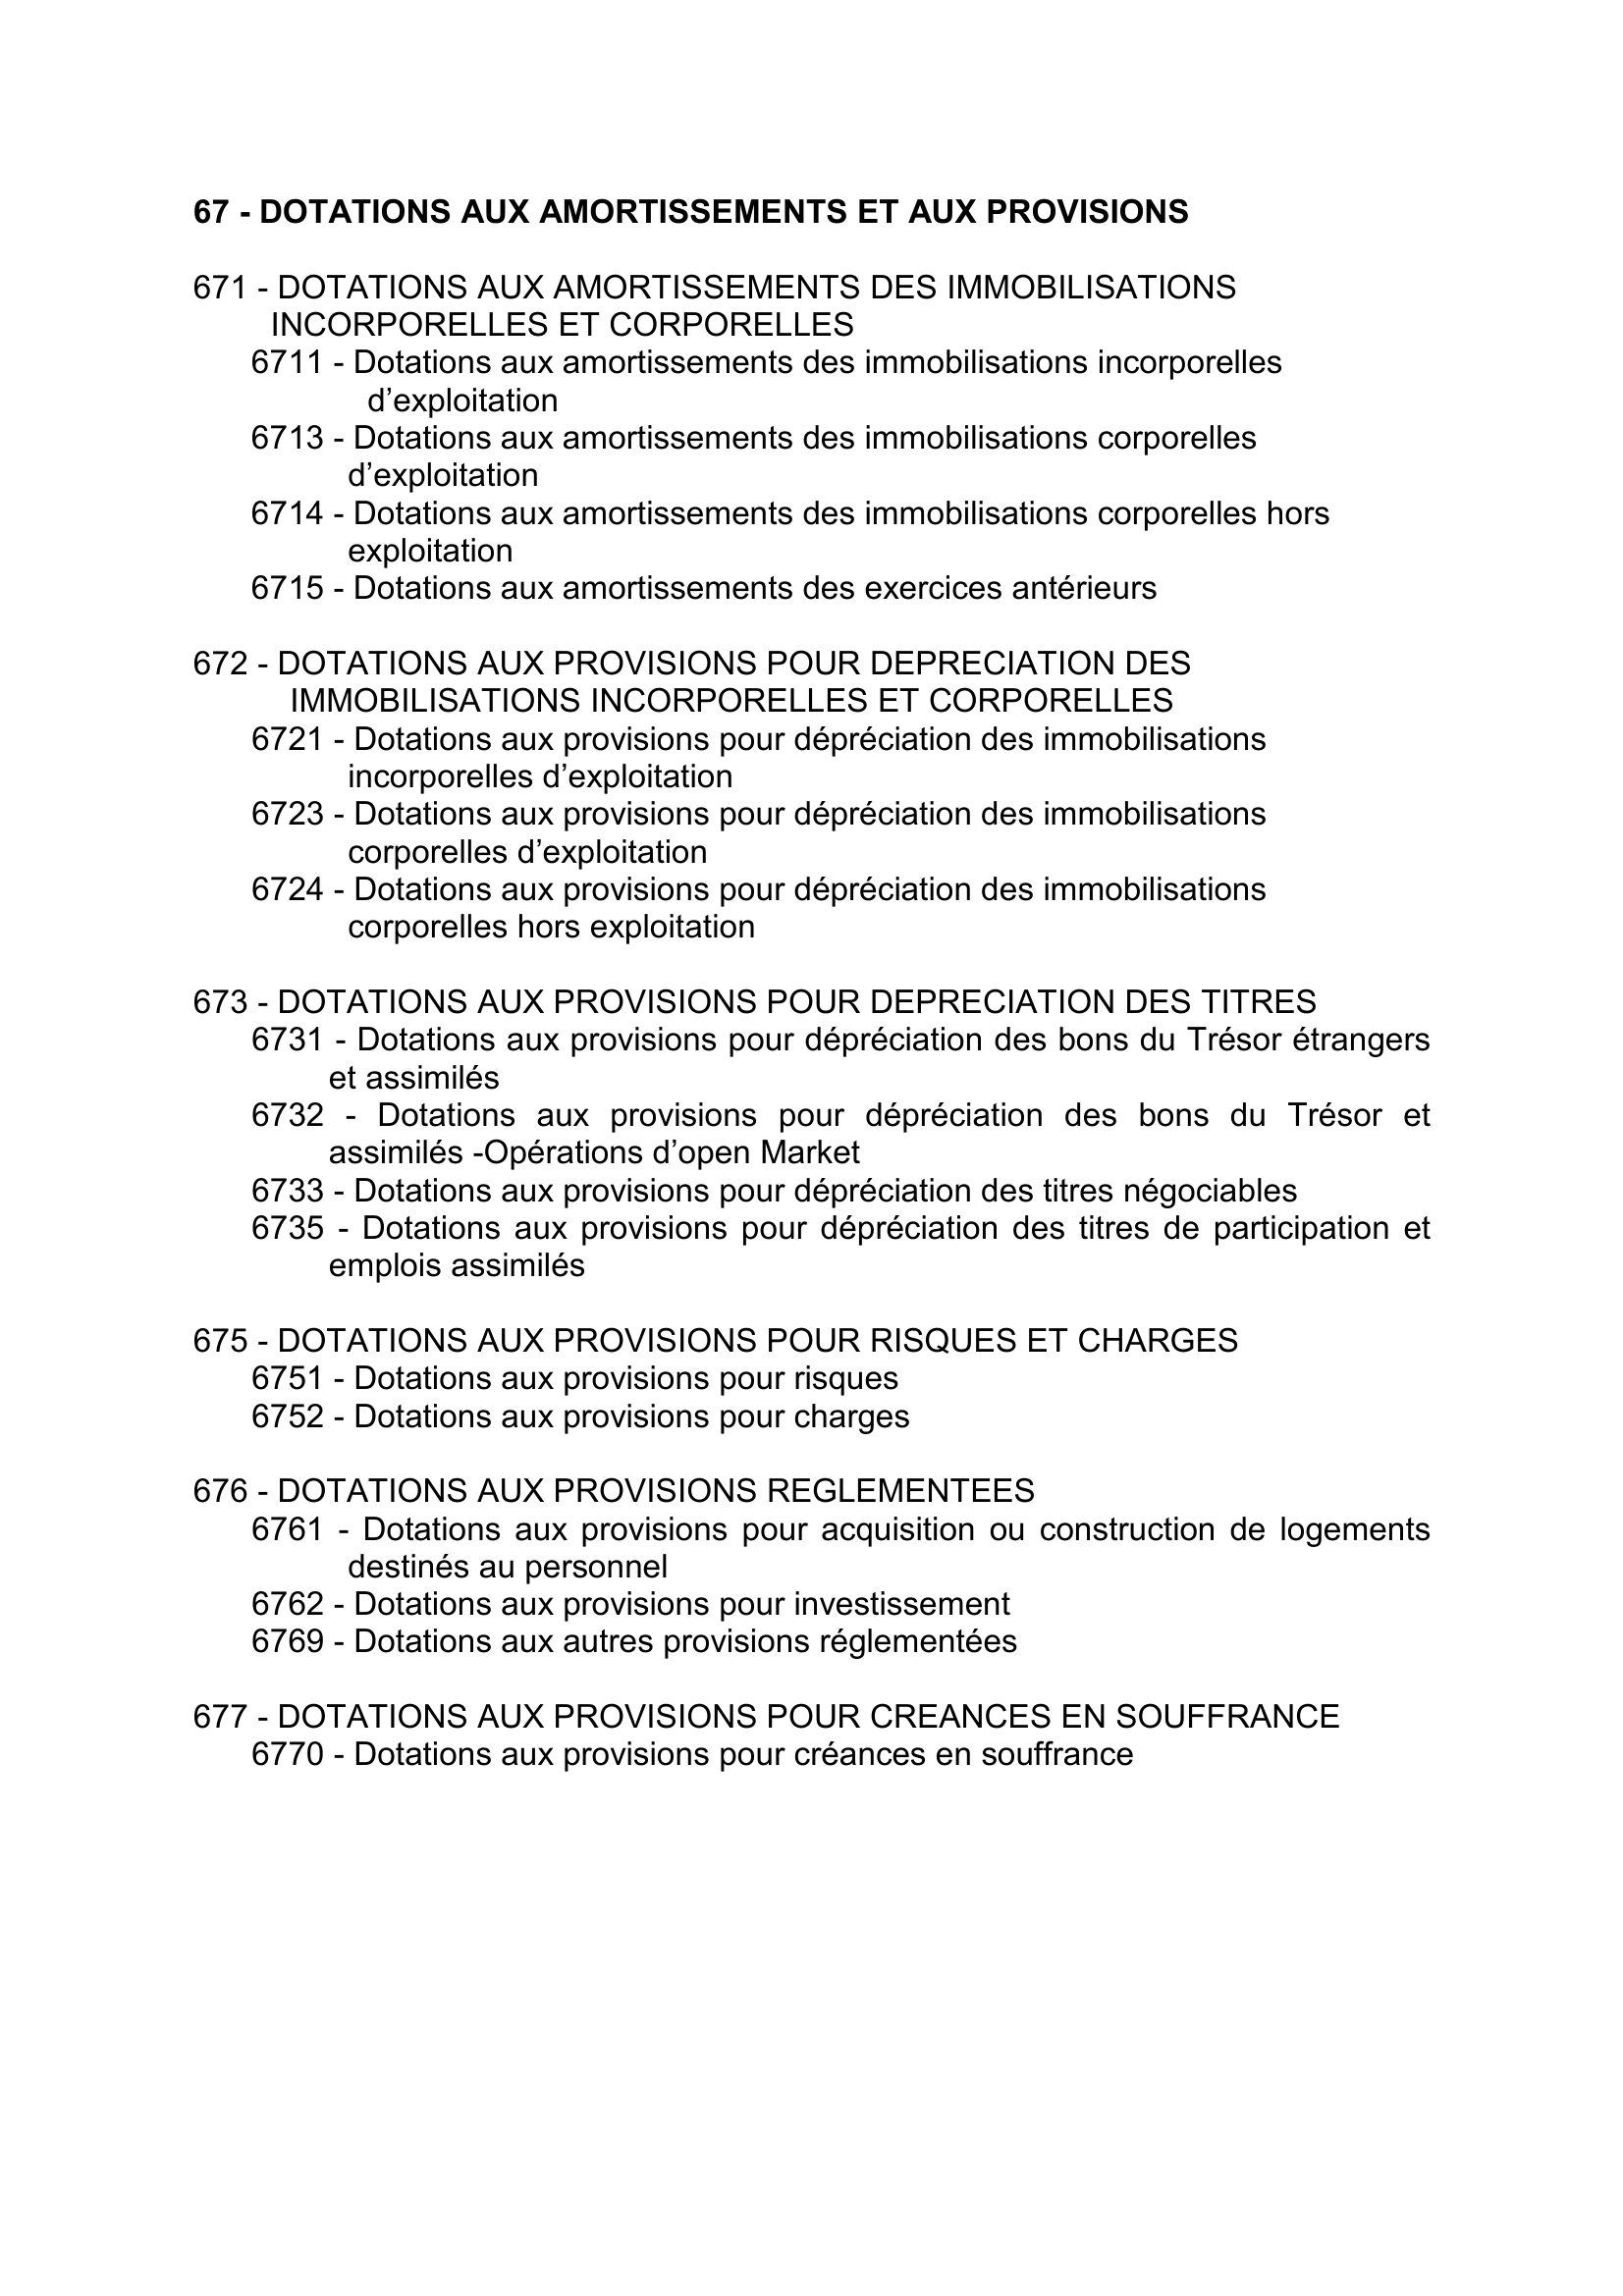 67 - DOTATIONS AUX AMORTISSEMENTS ET AUX PROVISIONS
671 - DOTATIONS AUX AMORTISSEMENTS DES IMMOBILISATIONS
INCORPORELLES ET CORPORELLES
6711 - Dotations aux amortissements des immobilisations incorporelles
d’exploitation
6713 - Dotations aux amortissements des immobilisations corporelles
d’exploitation
6714 - Dotations aux amortissements des immobilisations corporelles hors
exploitation
6715 - Dotations aux amortissements des exercices antérieurs
672 - DOTATIONS AUX PROVISIONS POUR DEPRECIATION DES
IMMOBILISATIONS INCORPORELLES ET CORPORELLES
6721 - Dotations aux provisions pour dépréciation des immobilisations
incorporelles d’exploitation
6723 - Dotations aux provisions pour dépréciation des immobilisations
corporelles d’exploitation
6724 - Dotations aux provisions pour dépréciation des immobilisations
corporelles hors exploitation
673 - DOTATIONS AUX PROVISIONS POUR DEPRECIATION DES TITRES
6731 - Dotations aux provisions pour dépréciation des bons du Trésor étrangers
et assimilés
6732 - Dotations aux provisions pour dépréciation des bons du Trésor et
assimilés -Opérations d’open Market
6733 - Dotations aux provisions pour dépréciation des titres négociables
6735 - Dotations aux provisions pour dépréciation des titres de participation et
emplois assimilés
675 - DOTATIONS AUX PROVISIONS POUR RISQUES ET CHARGES
6751 - Dotations aux provisions pour risques
6752 - Dotations aux provisions pour charges
676 - DOTATIONS AUX PROVISIONS REGLEMENTEES
6761 - Dotations aux provisions pour acquisition ou construction de logements
destinés au personnel
6762 - Dotations aux provisions pour investissement
6769 - Dotations aux autres provisions réglementées
677 - DOTATIONS AUX PROVISIONS POUR CREANCES EN SOUFFRANCE
6770 - Dotations aux provisions pour créances en souffrance